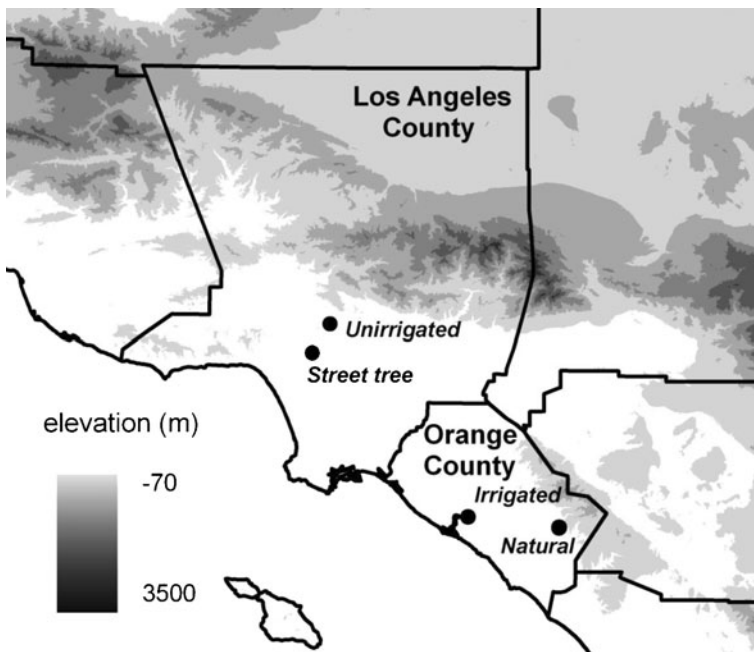 Los Angeles
County
Unirrigated
Street tree
elevation (m)
-70
3500
Orange
County
Irrigated
Natural